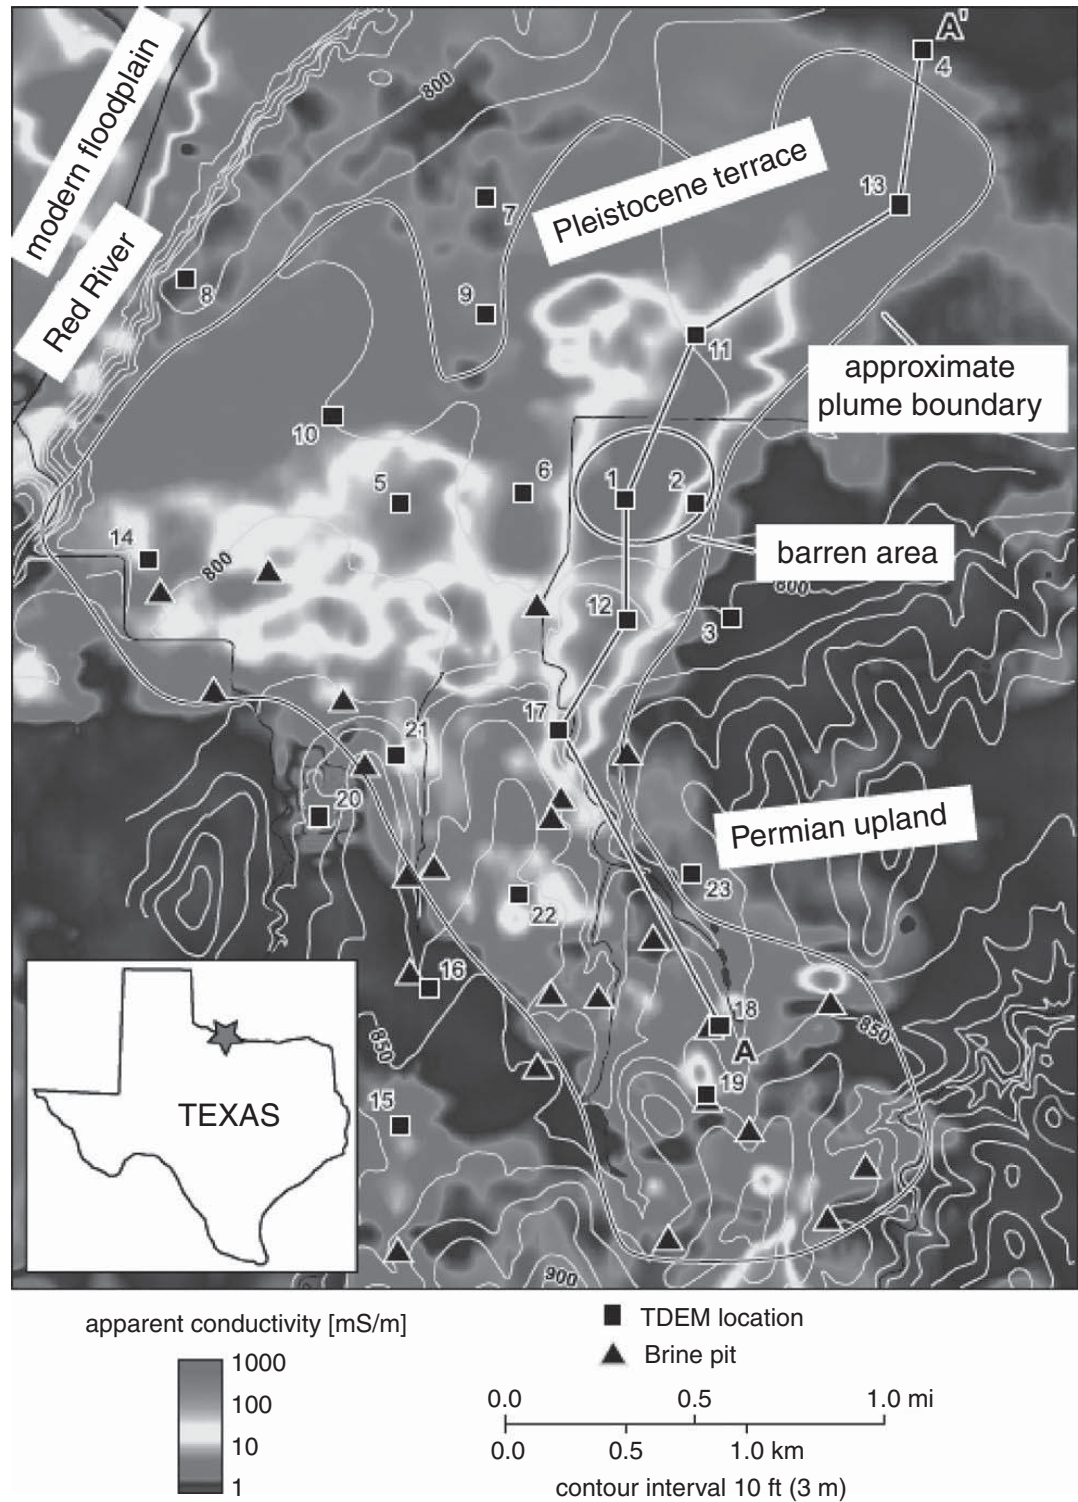 A'
4
modern floodplain
800
Pleistocene terrace
13
7
Red River
8
9
11
approximate
plume boundary
10
5
6
1
2
14
800
barren area
800
12
3
17
21
20
Permian upland
23
22
16
18
850
850
A
19
15
TEXAS
900
apparent conductivity [mS/m]
1000
100
10
1
TDEM location
Brine pit
0.0 0.5 1.0 mi
0.0 0.5 1.0 km
contour interval 10 ft (3 m)